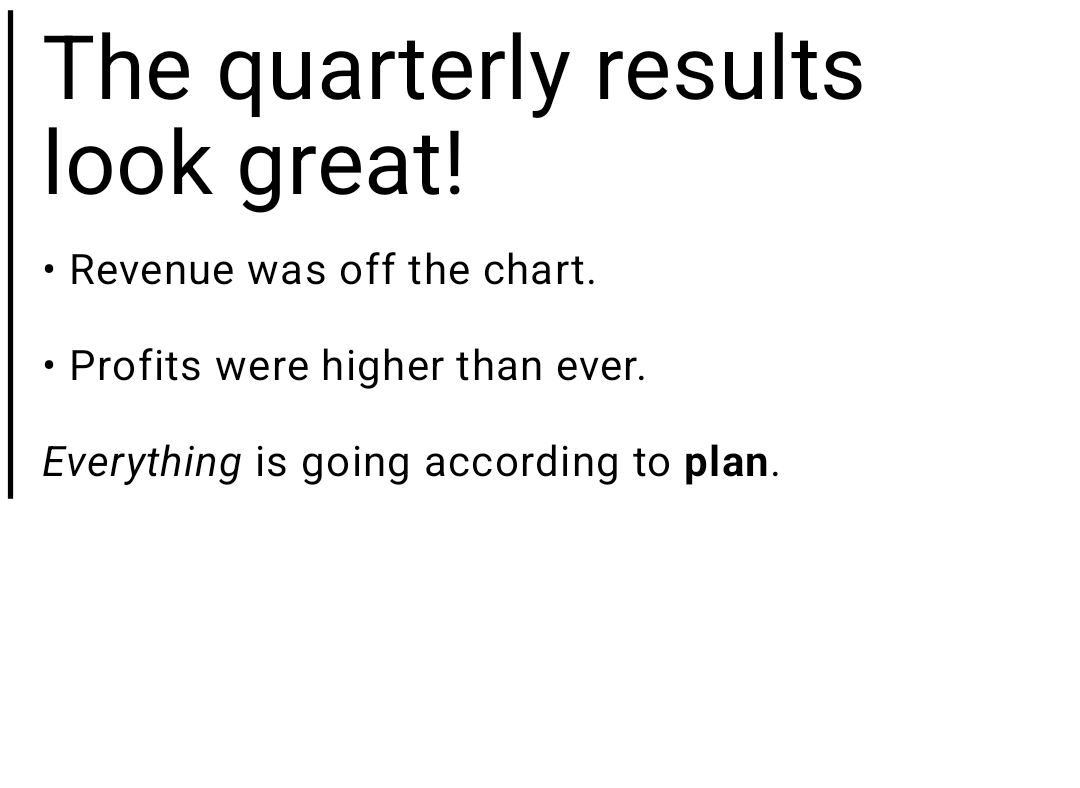 The quarterly results
look great!
• Revenue was off the chart.
• Profits were higher than ever.
Everything is going according to plan.